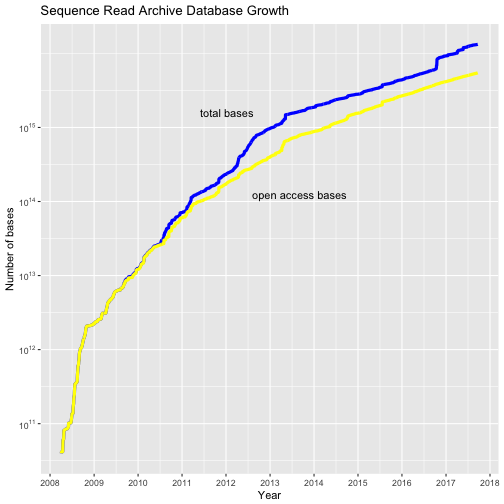 Sequence Read Archive Database Growth
Number of bases
10^15
10^14
10^13
10^12
10^11
total bases
open access bases
2008 2009 2010 2011 2012 2013 2014 2015 2016 2017 2018
Year